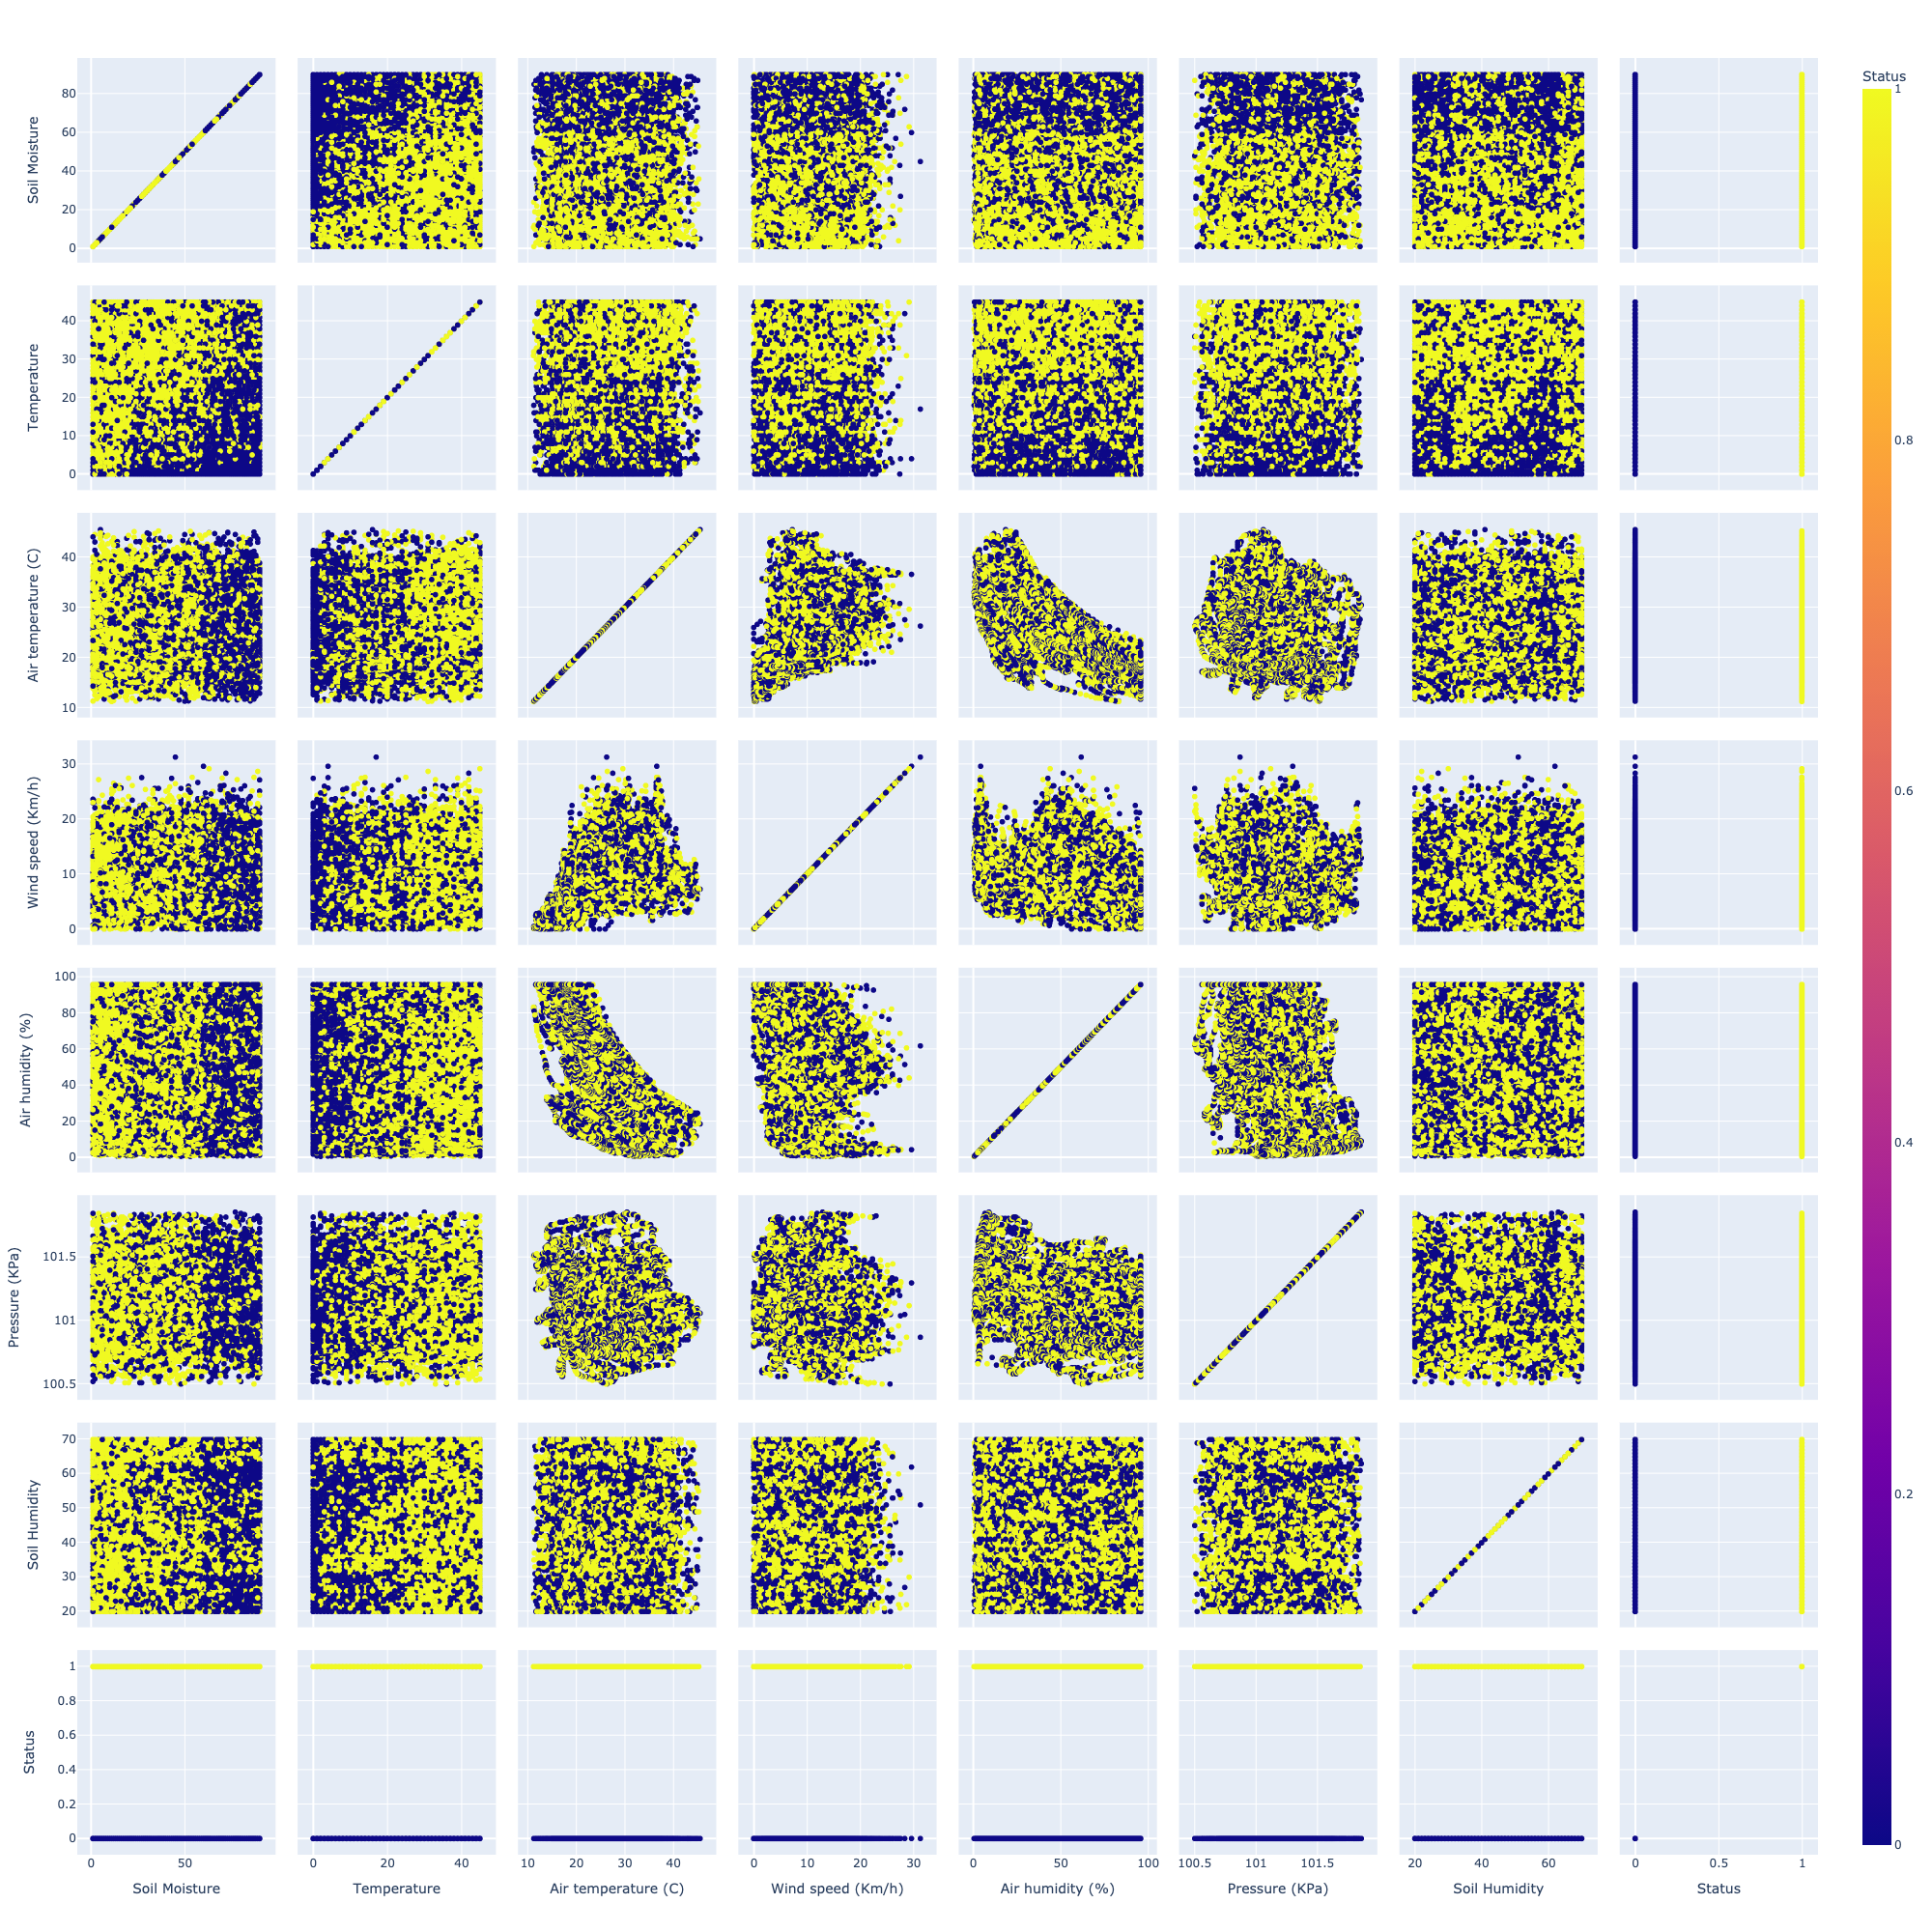 Status
1
0.8
0.6
0.4
0.2
0
Soil Moisture
80
60
40
20
0
Temperature
40
30
20
10
0
Air temperature (C)
40
30
20
10
Wind speed (Km/h)
30
20
10
0
Air humidity (%)
100
80
60
40
20
0
Pressure (KPa)
101.5
101
100.5
Soil Humidity
70
60
50
40
30
20
Status
1
0.8
0.6
0.4
0.2
0
0 50
0 20 40
10 20 30 40
0 10 20 30
0 50 100
100.5 101 101.5
20 40 60
0 0.5 1
Soil Moisture
Temperature
Air temperature (C)
Wind speed (Km/h)
Air humidity (%)
Pressure (KPa)
Soil Humidity
Status